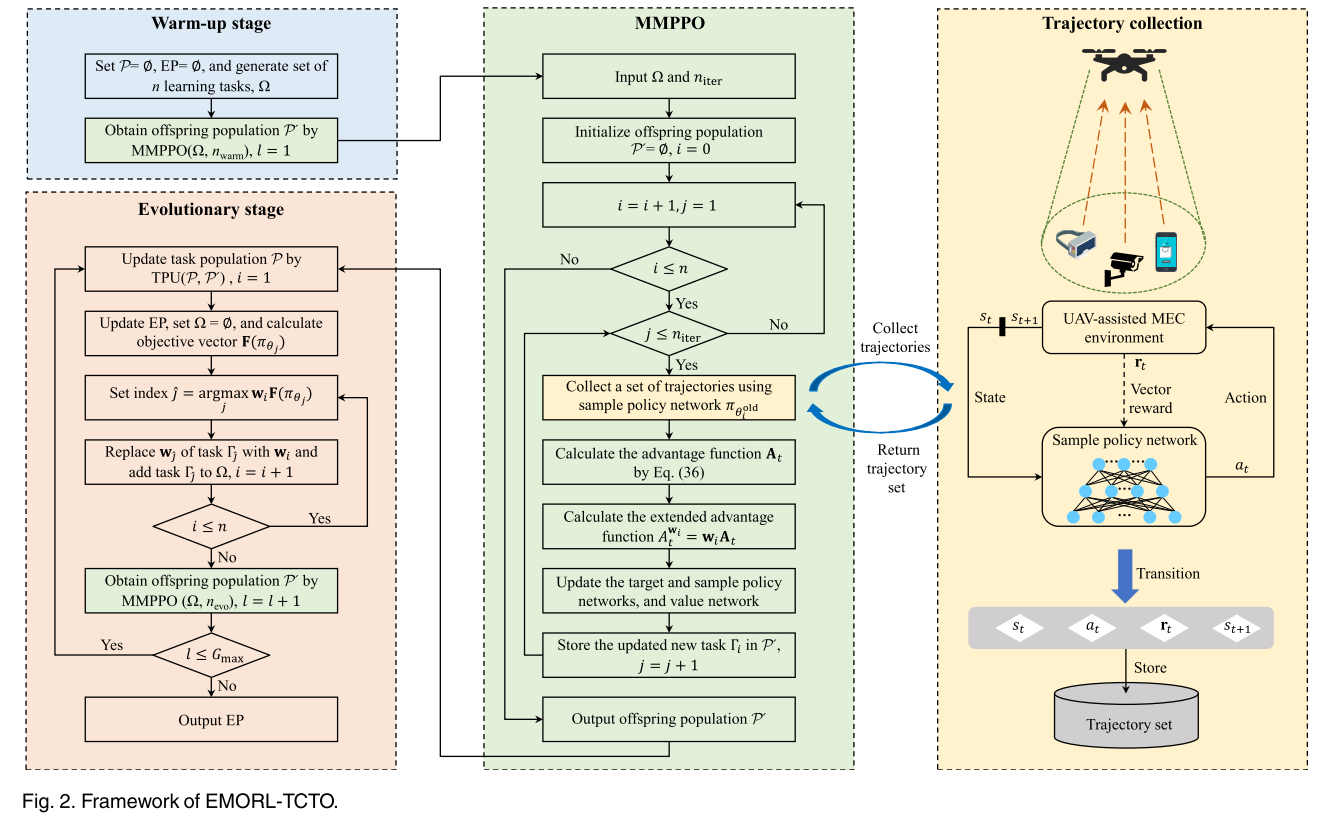 Warm-up stage
Set 𝒫= ∅, EP= ∅, and generate set of
n learning tasks, Ω
Obtain offspring population 𝒫′ by
MMPPO(Ω, n_warm), l = 1
Evolutionary stage
Update task population 𝒫 by
TPU(𝒫, 𝒫′) , i = 1
Update EP, set Ω = ∅, and calculate
objective vector F(π_θ_j)
Set index ĵ = argmax w_i F(π_θ_j)
j
Replace w_ĵ of task Γ_ĵ with w_i and
add task Γ_ĵ to Ω, i = i + 1
i ≤ n
Yes
No
Obtain offspring population 𝒫′ by
MMPPO (Ω, n_evo), l = l + 1
Yes
l ≤ G_max
No
Output EP
MMPPO
Input Ω and n_iter
Initialize offspring population
𝒫′= ∅, i = 0
i = i + 1, j = 1
No
i ≤ n
Yes
j ≤ n_iter
No
Yes
Collect a set of trajectories using
sample policy network π_θ_i^old
Calculate the advantage function A_t
by Eq. (36)
Calculate the extended advantage
function A_t^w_i = w_i A_t
Update the target and sample policy
networks, and value network
Store the updated new task Γ_i in 𝒫′,
j = j + 1
Output offspring population 𝒫′
Collect
trajectories
Return
trajectory
set
Trajectory collection
s_t
s_t+1
UAV-assisted MEC
environment
r_t
Vector
reward
State
Action
Sample policy network
a_t
Transition
s_t a_t r_t s_t+1
Store
Trajectory set
Fig. 2. Framework of EMORL-TCTO.